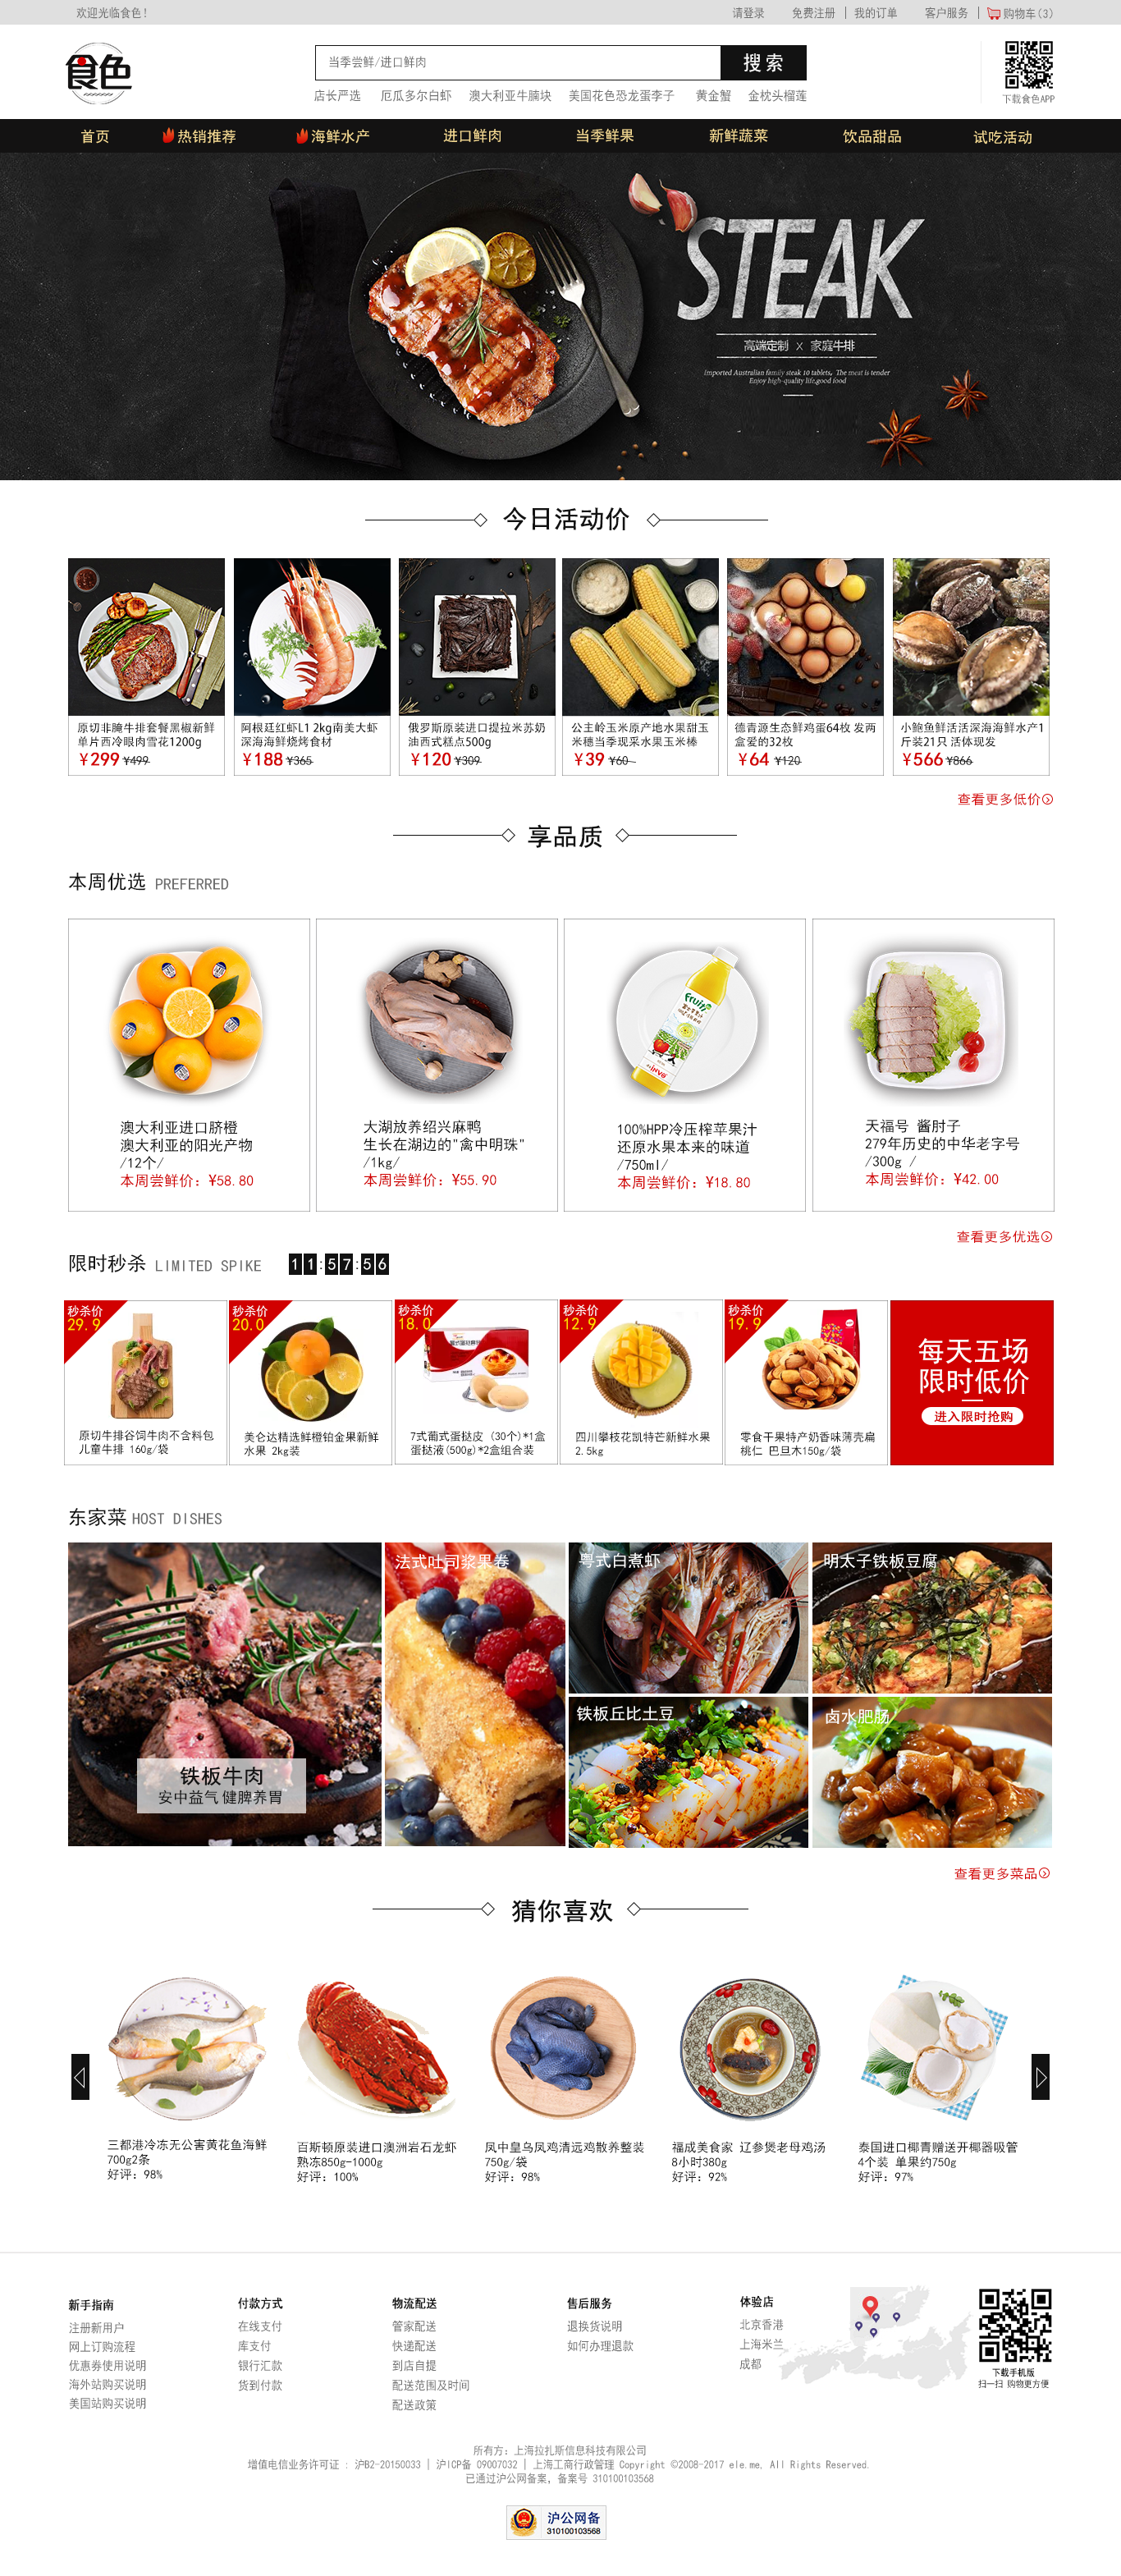 欢迎光临食色!
请登录 免费注册 | 我的订单 客户服务 | 购物车(3)
食色
当季尝鲜/进口鲜肉
搜索
店长严选 厄瓜多尔白虾 澳大利亚牛腱块 美国花色恐龙蛋李子 黄金蟹 金枕头榴莲
下载食色APP
首页 热销推荐 海鲜水产 进口鲜肉 当季鲜果 新鲜蔬菜 饮品甜品 试吃活动
STEAK
高端定制 x 家庭牛排
Imported Australian family steak 10 tablets, The meat is tender
Enjoy high-quality life,good food
今日活动价
原切非腌牛排套餐黑椒新鲜
单片西冷眼肉雪花1200g
¥299 ¥499
阿根廷红虾L1 2kg南美大虾
深海海鲜烧烤食材
¥188 ¥365
俄罗斯原装进口提拉米苏奶
油西式糕点500g
¥120 ¥309
公主岭玉米原产地水果甜玉
米穗当季现采水果玉米棒
¥39 ¥60
德青源生态鲜鸡蛋64枚 发两
盒爱的32枚
¥64 ¥120
小鲍鱼鲜活活深海海鲜水产1
斤装21只 活体现发
¥566 ¥866
查看更多低价
享品质
本周优选 PREFERRED
澳大利亚进口脐橙
澳大利亚的阳光产物
/12个/
本周尝鲜价: ¥58.80
大湖放养绍兴麻鸭
生长在湖边的"禽中明珠"
/1kg/
本周尝鲜价: ¥55.90
Fruiti
100%HPP冷压榨苹果汁
还原水果本来的味道
/750ml/
本周尝鲜价: ¥18.80
天福号 酱肘子
279年历史的中华老字号
/300g /
本周尝鲜价: ¥42.00
查看更多优选
限时秒杀 LIMITED SPIKE 11:57:56
秒杀价
29.9
原切牛排谷饲牛肉不含料包
儿童牛排 160g/袋
秒杀价
20.0
美仑达精选鲜橙铂金果新鲜
水果 2kg装
秒杀价
18.0
7式葡式蛋挞皮 (30个)*1盒
蛋挞液(500g)*2盒组合装
秒杀价
12.9
四川攀枝花凯特芒新鲜水果
2.5kg
秒杀价
19.9
零食干果特产奶香味薄壳扁
桃仁 巴旦木150g/袋
每天五场
限时低价
进入限时抢购
东家菜 HOST DISHES
铁板牛肉
安中益气 健脾养胃
法式吐司浆果卷
粤式白煮虾
明太子铁板豆腐
铁板丘比土豆
卤水肥肠
查看更多菜品
猜你喜欢
三都港冷冻无公害黄花鱼海鲜
700g2条
好评: 98%
百斯顿原装进口澳洲岩石龙虾
熟冻850g-1000g
好评: 100%
凤中皇乌凤鸡清远鸡散养整装
750g/袋
好评: 98%
福成美食家 辽参煲老母鸡汤
8小时380g
好评: 92%
泰国进口椰青赠送开椰器吸管
4个装 单果约750g
好评: 97%
新手指南
注册新用户
网上订购流程
优惠券使用说明
海外站购买说明
美国站购买说明
付款方式
在线支付
库支付
银行汇款
货到付款
物流配送
管家配送
快递配送
到店自提
配送范围及时间
配送政策
售后服务
退换货说明
如何办理退款
体验店
北京香港
上海米兰
成都
下载手机版
扫一扫 购物更方便
所有方: 上海拉扎斯信息科技有限公司
增值电信业务许可证 : 沪B2-20150033 | 沪ICP备 09007032 | 上海工商行政管理 Copyright ©2008-2017 ele.me, All Rights Reserved.
已通过沪公网备案, 备案号 310100103568
沪公网备
310100103568